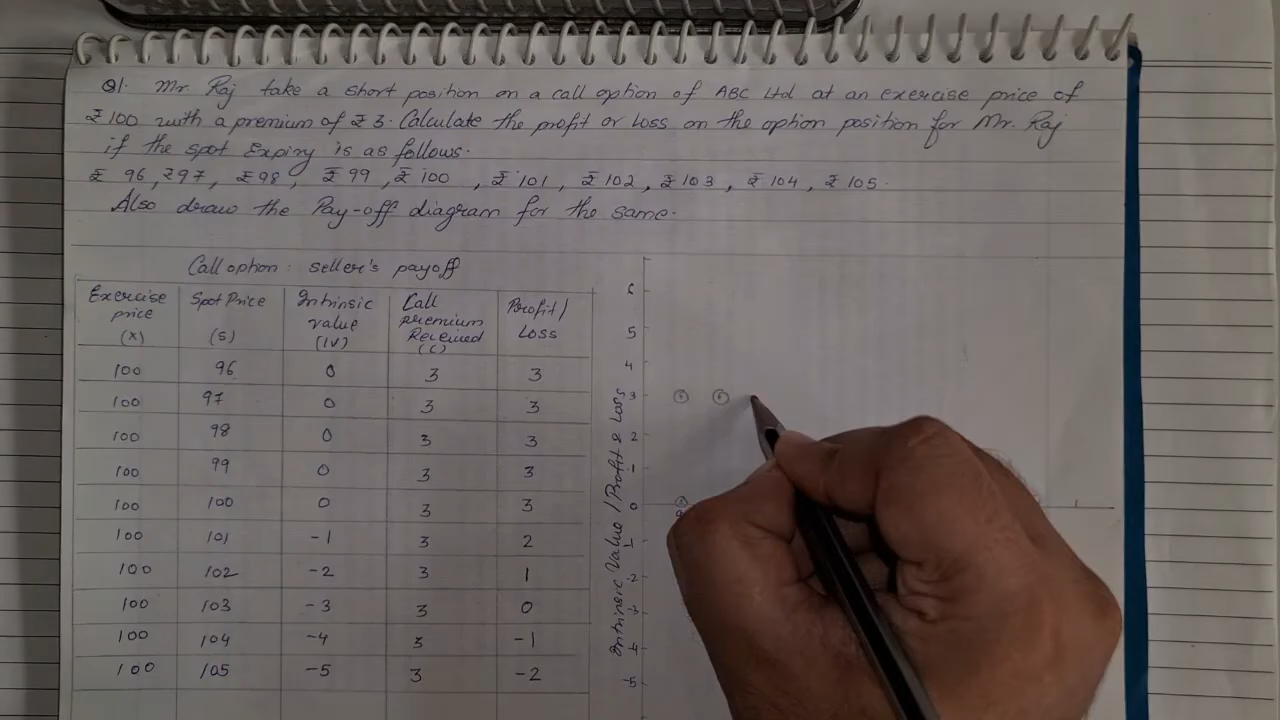 Q1. Mr. Raj take a short position on a call option of ABC Ltd at an exercise price of
₹100 with a premium of ₹3. Calculate the profit or Loss on the option position for Mr. Raj
if the spot Expiry is as follows.
₹ 96, ₹97, ₹98, ₹99, ₹100, ₹101, ₹102, ₹103, ₹104, ₹105.
Also draw the Pay-off diagram for the same.
Call option: seller's payoff
Exercise price (X) Spot Price (S) Intrinsic value (IV) Call premium Received (C) Profit/ Loss
100 96 0 3 3
100 97 0 3 3
100 98 0 3 3
100 99 0 3 3
100 100 0 3 3
100 101 -1 3 2
100 102 -2 3 1
100 103 -3 3 0
100 104 -4 3 -1
100 105 -5 3 -2
Intrinsic Value / Profit & Loss
6
5
4
3
2
1
0
-1
-2
-3
-4
-5